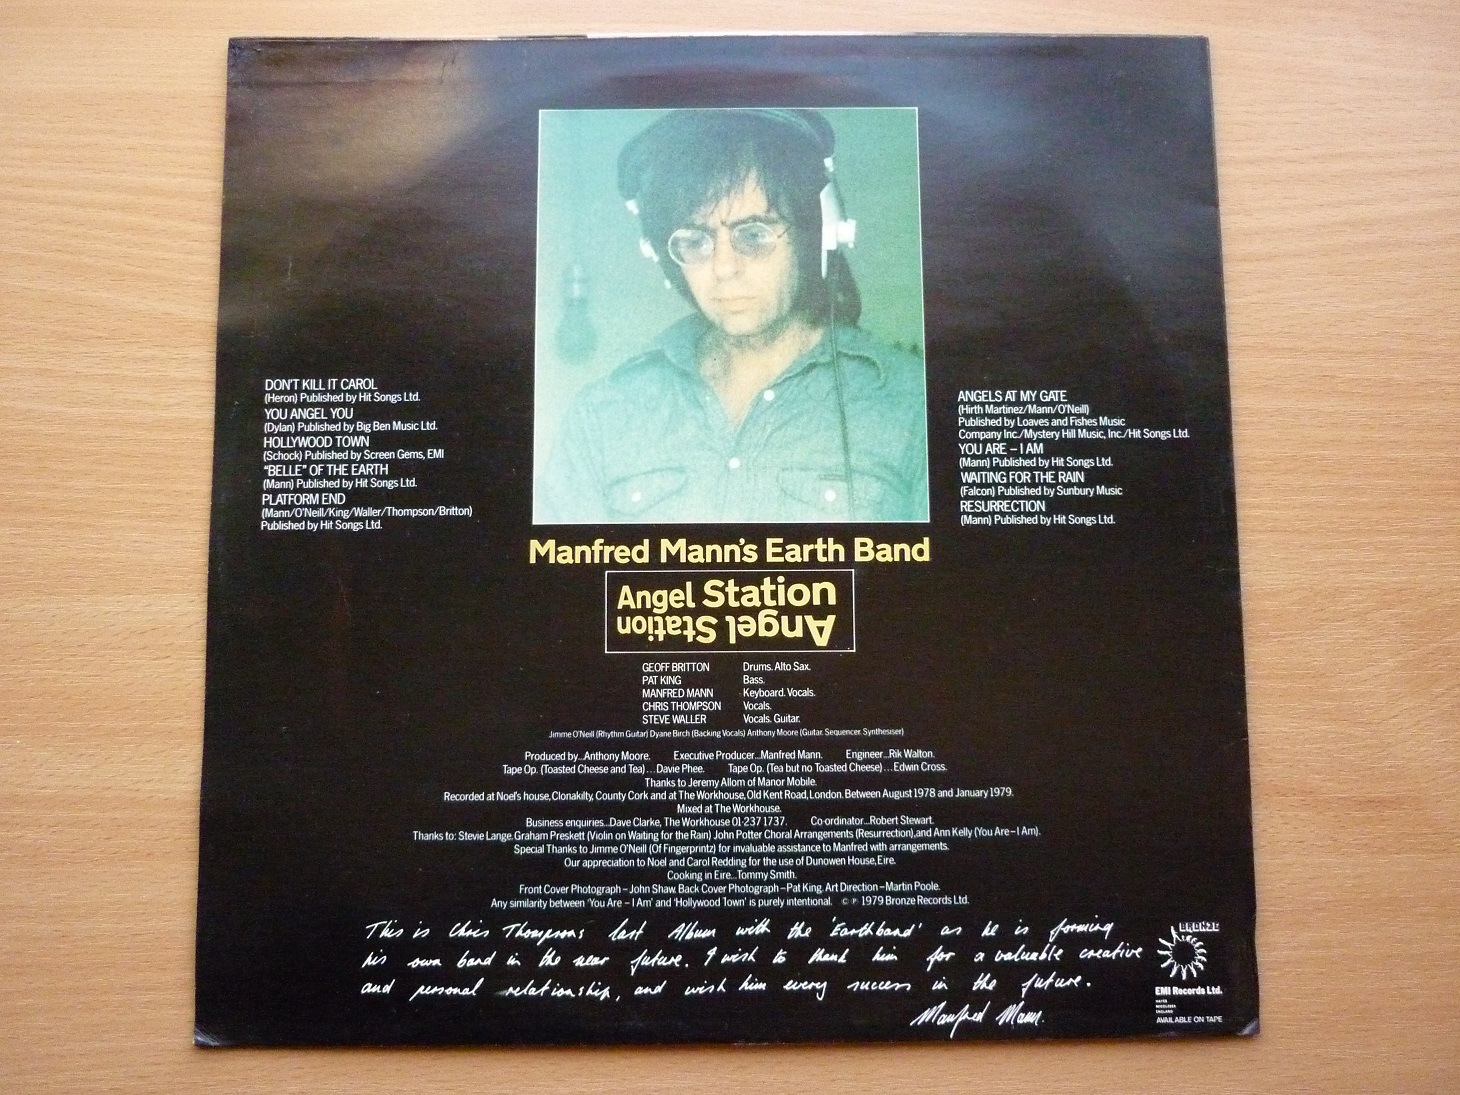 DON'T KILL IT CAROL
(Heron) Published by Hit Songs Ltd.
YOU ANGEL YOU
(Dylan) Published by Big Ben Music Ltd.
HOLLYWOOD TOWN
(Schock) Published by Screen Gems, EMI
"BELLE" OF THE EARTH
(Mann) Published by Hit Songs Ltd.
PLATFORM END
(Mann/O'Neill/King/Waller/Thompson/Britton)
Published by Hit Songs Ltd.
ANGELS AT MY GATE
(Hirth Martinez/Mann/O'Neill)
Published by Loaves and Fishes Music
Company Inc./Mystery Hill Music, Inc./Hit Songs Ltd.
YOU ARE – I AM
(Mann) Published by Hit Songs Ltd.
WAITING FOR THE RAIN
(Falcon) Published by Sunbury Music
RESURRECTION
(Mann) Published by Hit Songs Ltd.
Manfred Mann's Earth Band
Angel Station
Angel Station
GEOFF BRITTON Drums. Alto Sax.
PAT KING Bass.
MANFRED MANN Keyboard. Vocals.
CHRIS THOMPSON Vocals.
STEVE WALLER Vocals. Guitar.
Jimme O'Neill (Rhythm Guitar) Dyane Birch (Backing Vocals) Anthony Moore (Guitar. Sequencer. Synthesiser)
Produced by...Anthony Moore. Executive Producer...Manfred Mann. Engineer...Rik Walton.
Tape Op. (Toasted Cheese and Tea)...Davie Phee. Tape Op. (Tea but no Toasted Cheese)...Edwin Cross.
Thanks to Jeremy Allom of Manor Mobile.
Recorded at Noel's house, Clonakilty, County Cork and at The Workhouse, Old Kent Road, London. Between August 1978 and January 1979.
Mixed at The Workhouse.
Business enquiries...Dave Clarke, The Workhouse 01-237 1737. Co-ordinator...Robert Stewart.
Thanks to: Stevie Lange. Graham Preskett (Violin on Waiting for the Rain) John Potter Choral Arrangements (Resurrection), and Ann Kelly (You Are – I Am).
Special Thanks to Jimme O'Neill (Of Fingerprintz) for invaluable assistance to Manfred with arrangements.
Our appreciation to Noel and Carol Redding for the use of Dunowen House, Eire.
Cooking in Eire...Tommy Smith.
Front Cover Photograph – John Shaw. Back Cover Photograph – Pat King. Art Direction – Martin Poole.
Any similarity between 'You Are – I Am' and 'Hollywood Town' is purely intentional. © ℗ 1979 Bronze Records Ltd.
This is Chris Thompsons last Album with the 'Earthband' as he is forming
his own band in the near future. I wish to thank him for a valuable creative
and personal relationship, and wish him every success in the future.
Manfred Mann.
BRONZE
EMI Records Ltd.
HAYES
MIDDLESEX
ENGLAND
AVAILABLE ON TAPE